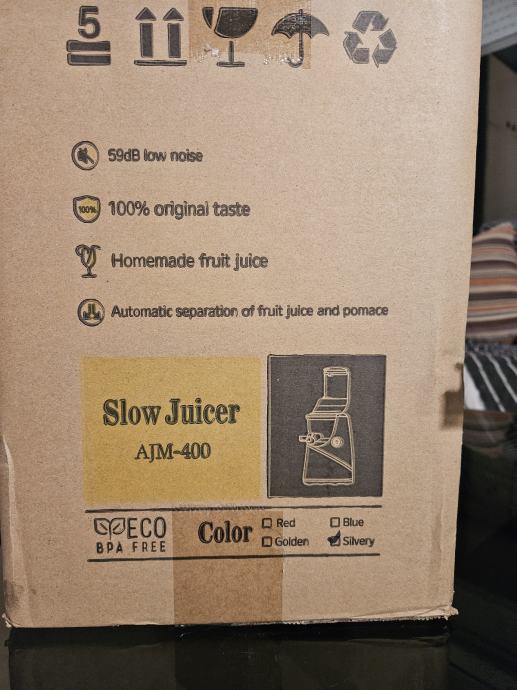 5
59dB low noise
100%
100% original taste
Homemade fruit juice
Automatic separation of fruit juice and pomace
Slow Juicer
AJM-400
ECO
BPA FREE
Color
Red
Blue
Golden
Silvery